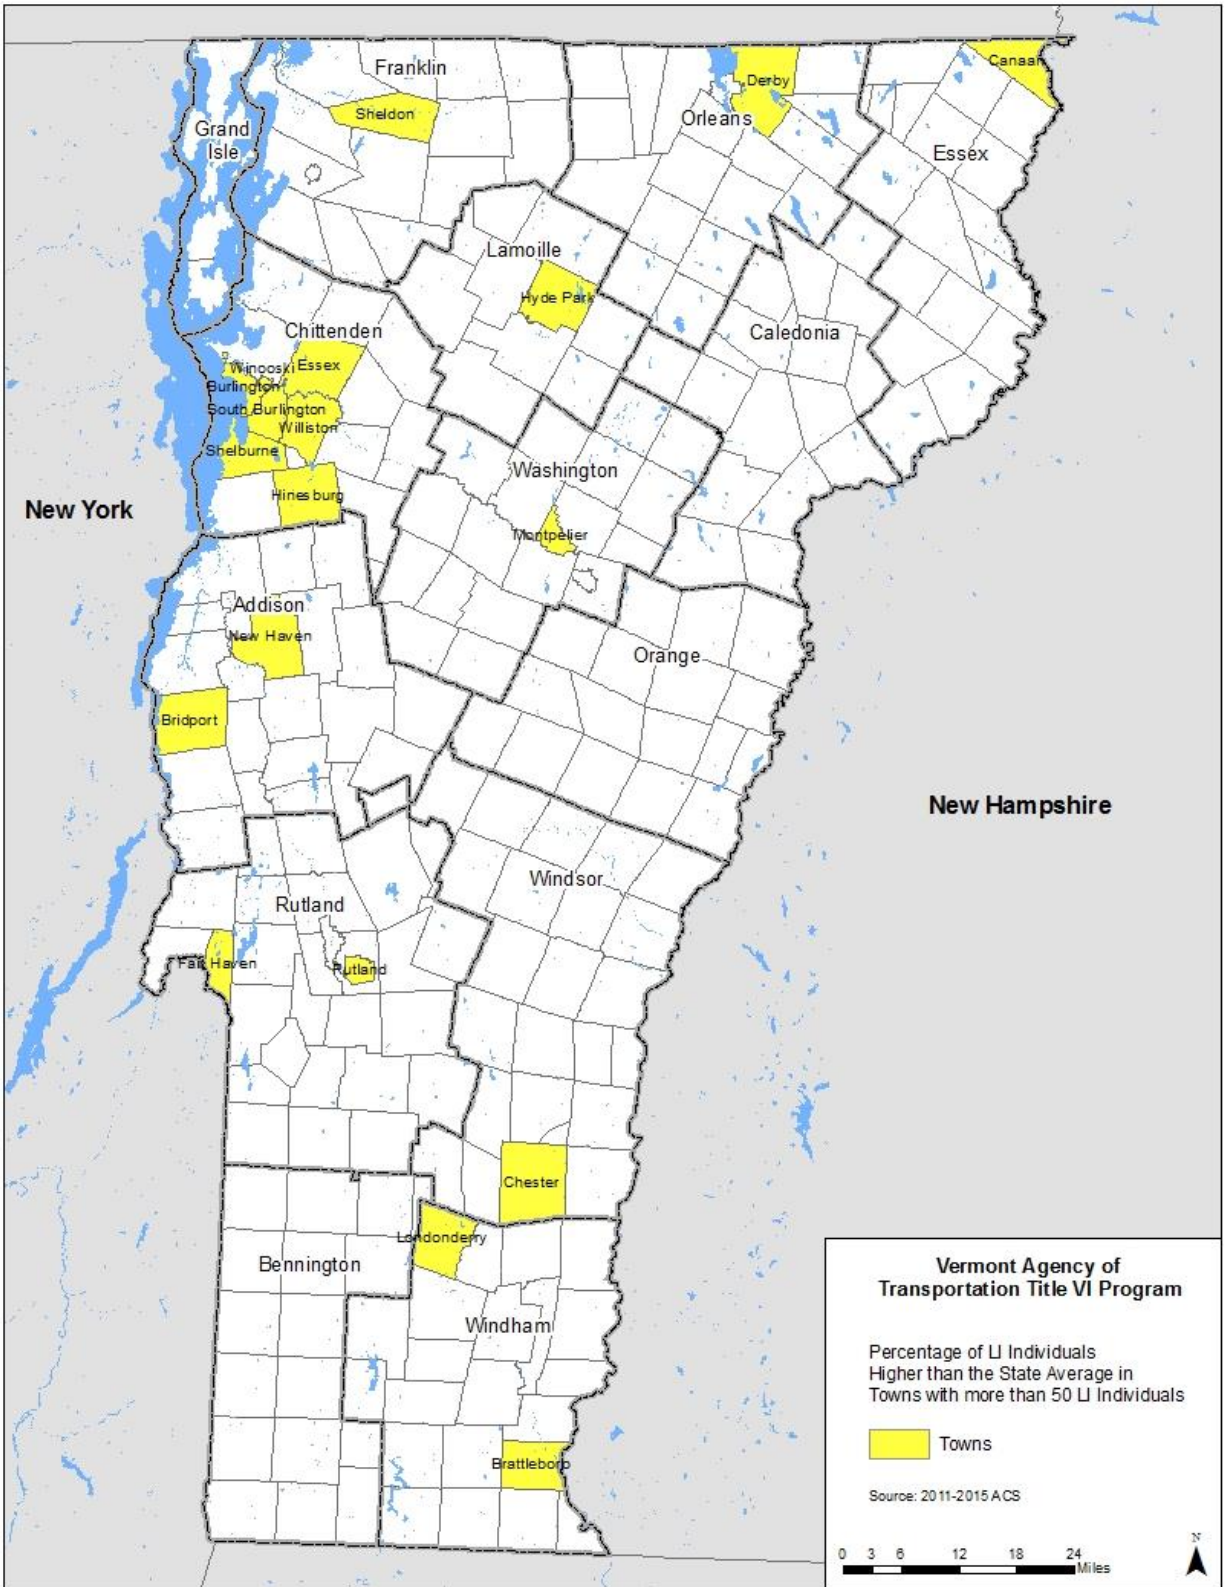 Franklin
Derby
Canaan
Sheldon
Orleans
Grand
Isle
Essex
Lamoille
Hyde Park
Chittenden
Caledonia
Winooski
Essex
Burlington
South Burlington
Williston
Shelburne
Washington
Hinesburg
New York
Montpelier
Addison
New Haven
Orange
Bridport
New Hampshire
Windsor
Rutland
Fair Haven
Rutland
Chester
Londonderry
Bennington
Windham
Brattleboro
Vermont Agency of
Transportation Title VI Program
Percentage of LI Individuals
Higher than the State Average in
Towns with more than 50 LI Individuals
Towns
Source: 2011-2015 ACS
N
0 3 6 12 18 24
Miles